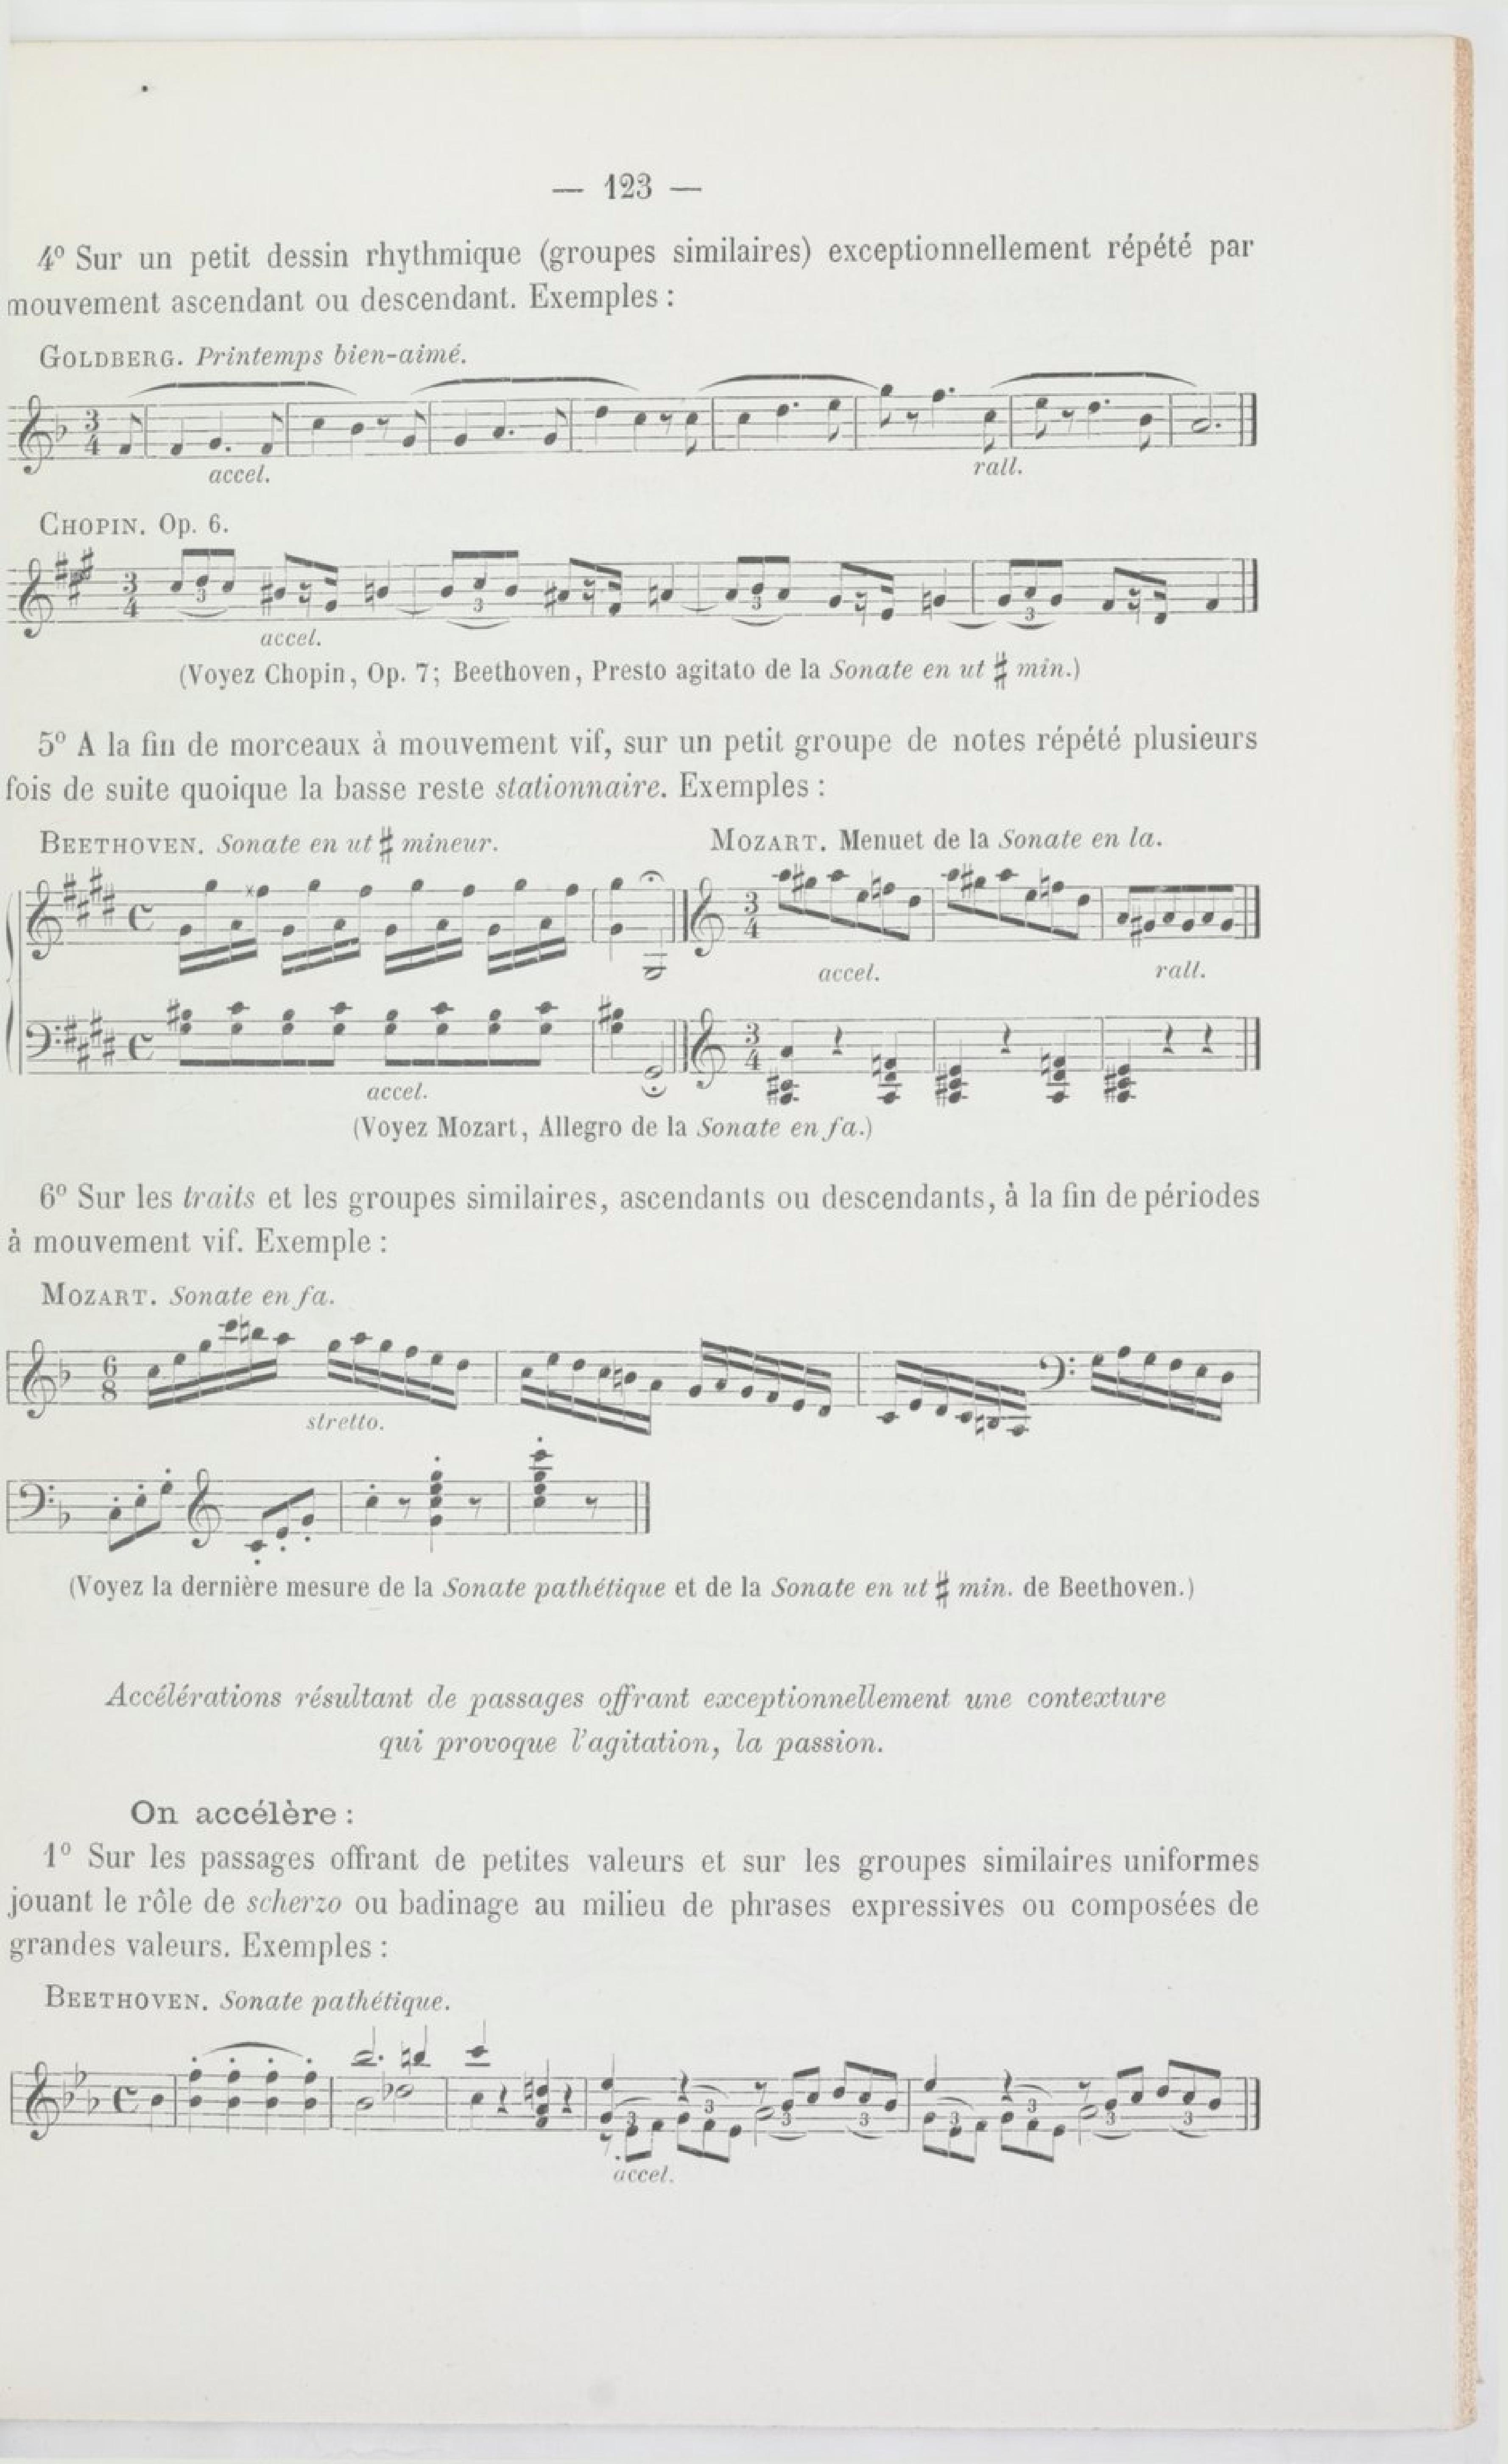 — 123 —
4º Sur un petit dessin rhythmique (groupes similaires) exceptionnellement répété par
mouvement ascendant ou descendant. Exemples :
GOLDBERG. Printemps bien-aimé.
3
4
accel.
rall.
CHOPIN. Op. 6.
3
4
3
3
3
3
accel.
(Voyez Chopin, Op. 7; Beethoven, Presto agitato de la Sonate en ut ♯ min.)
5º A la fin de morceaux à mouvement vif, sur un petit groupe de notes répété plusieurs
fois de suite quoique la basse reste stationnaire. Exemples :
BEETHOVEN. Sonate en ut ♯ mineur.
MOZART. Menuet de la Sonate en la.
3
4
accel.
rall.
3
4
accel.
(Voyez Mozart, Allegro de la Sonate en fa.)
6º Sur les traits et les groupes similaires, ascendants ou descendants, à la fin de périodes
à mouvement vif. Exemple :
MOZART. Sonate en fa.
6
8
stretto.
(Voyez la dernière mesure de la Sonate pathétique et de la Sonate en ut ♯ min. de Beethoven.)
Accélérations résultant de passages offrant exceptionnellement une contexture
qui provoque l'agitation, la passion.
On accélère :
1º Sur les passages offrant de petites valeurs et sur les groupes similaires uniformes
jouant le rôle de scherzo ou badinage au milieu de phrases expressives ou composées de
grandes valeurs. Exemples :
BEETHOVEN. Sonate pathétique.
3
3
3
3
3
3
3
3
accel.